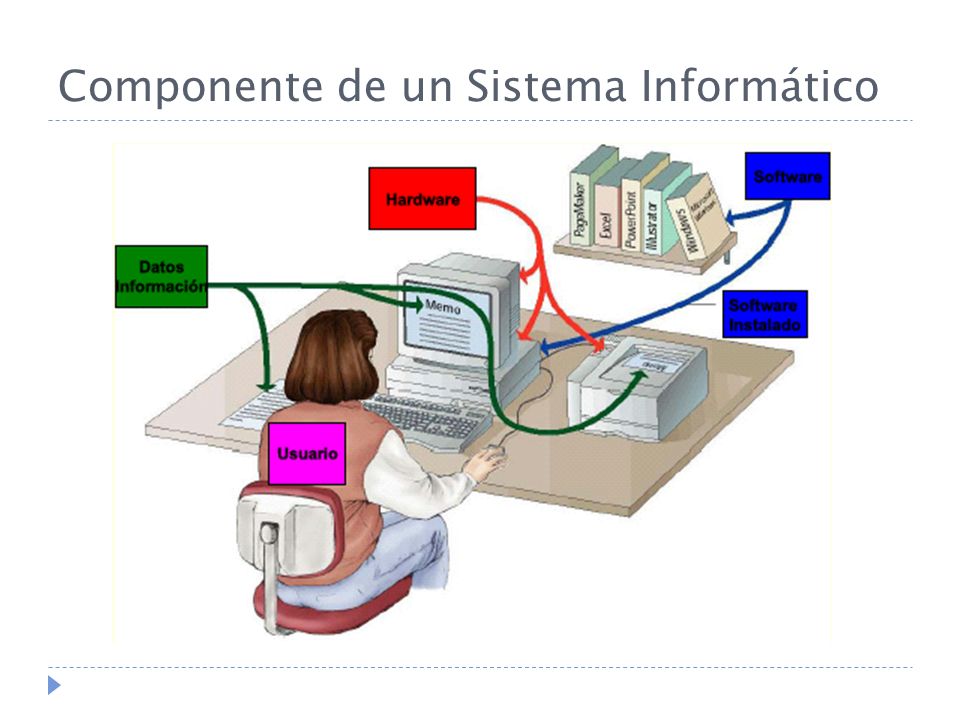 Componente de un Sistema Informático
Hardware
Software
PageMaker
Excel
PowerPoint
Illustrator
Windows
Microsoft
Datos
Información
Memo
Software
Instalado
Memo
Usuario